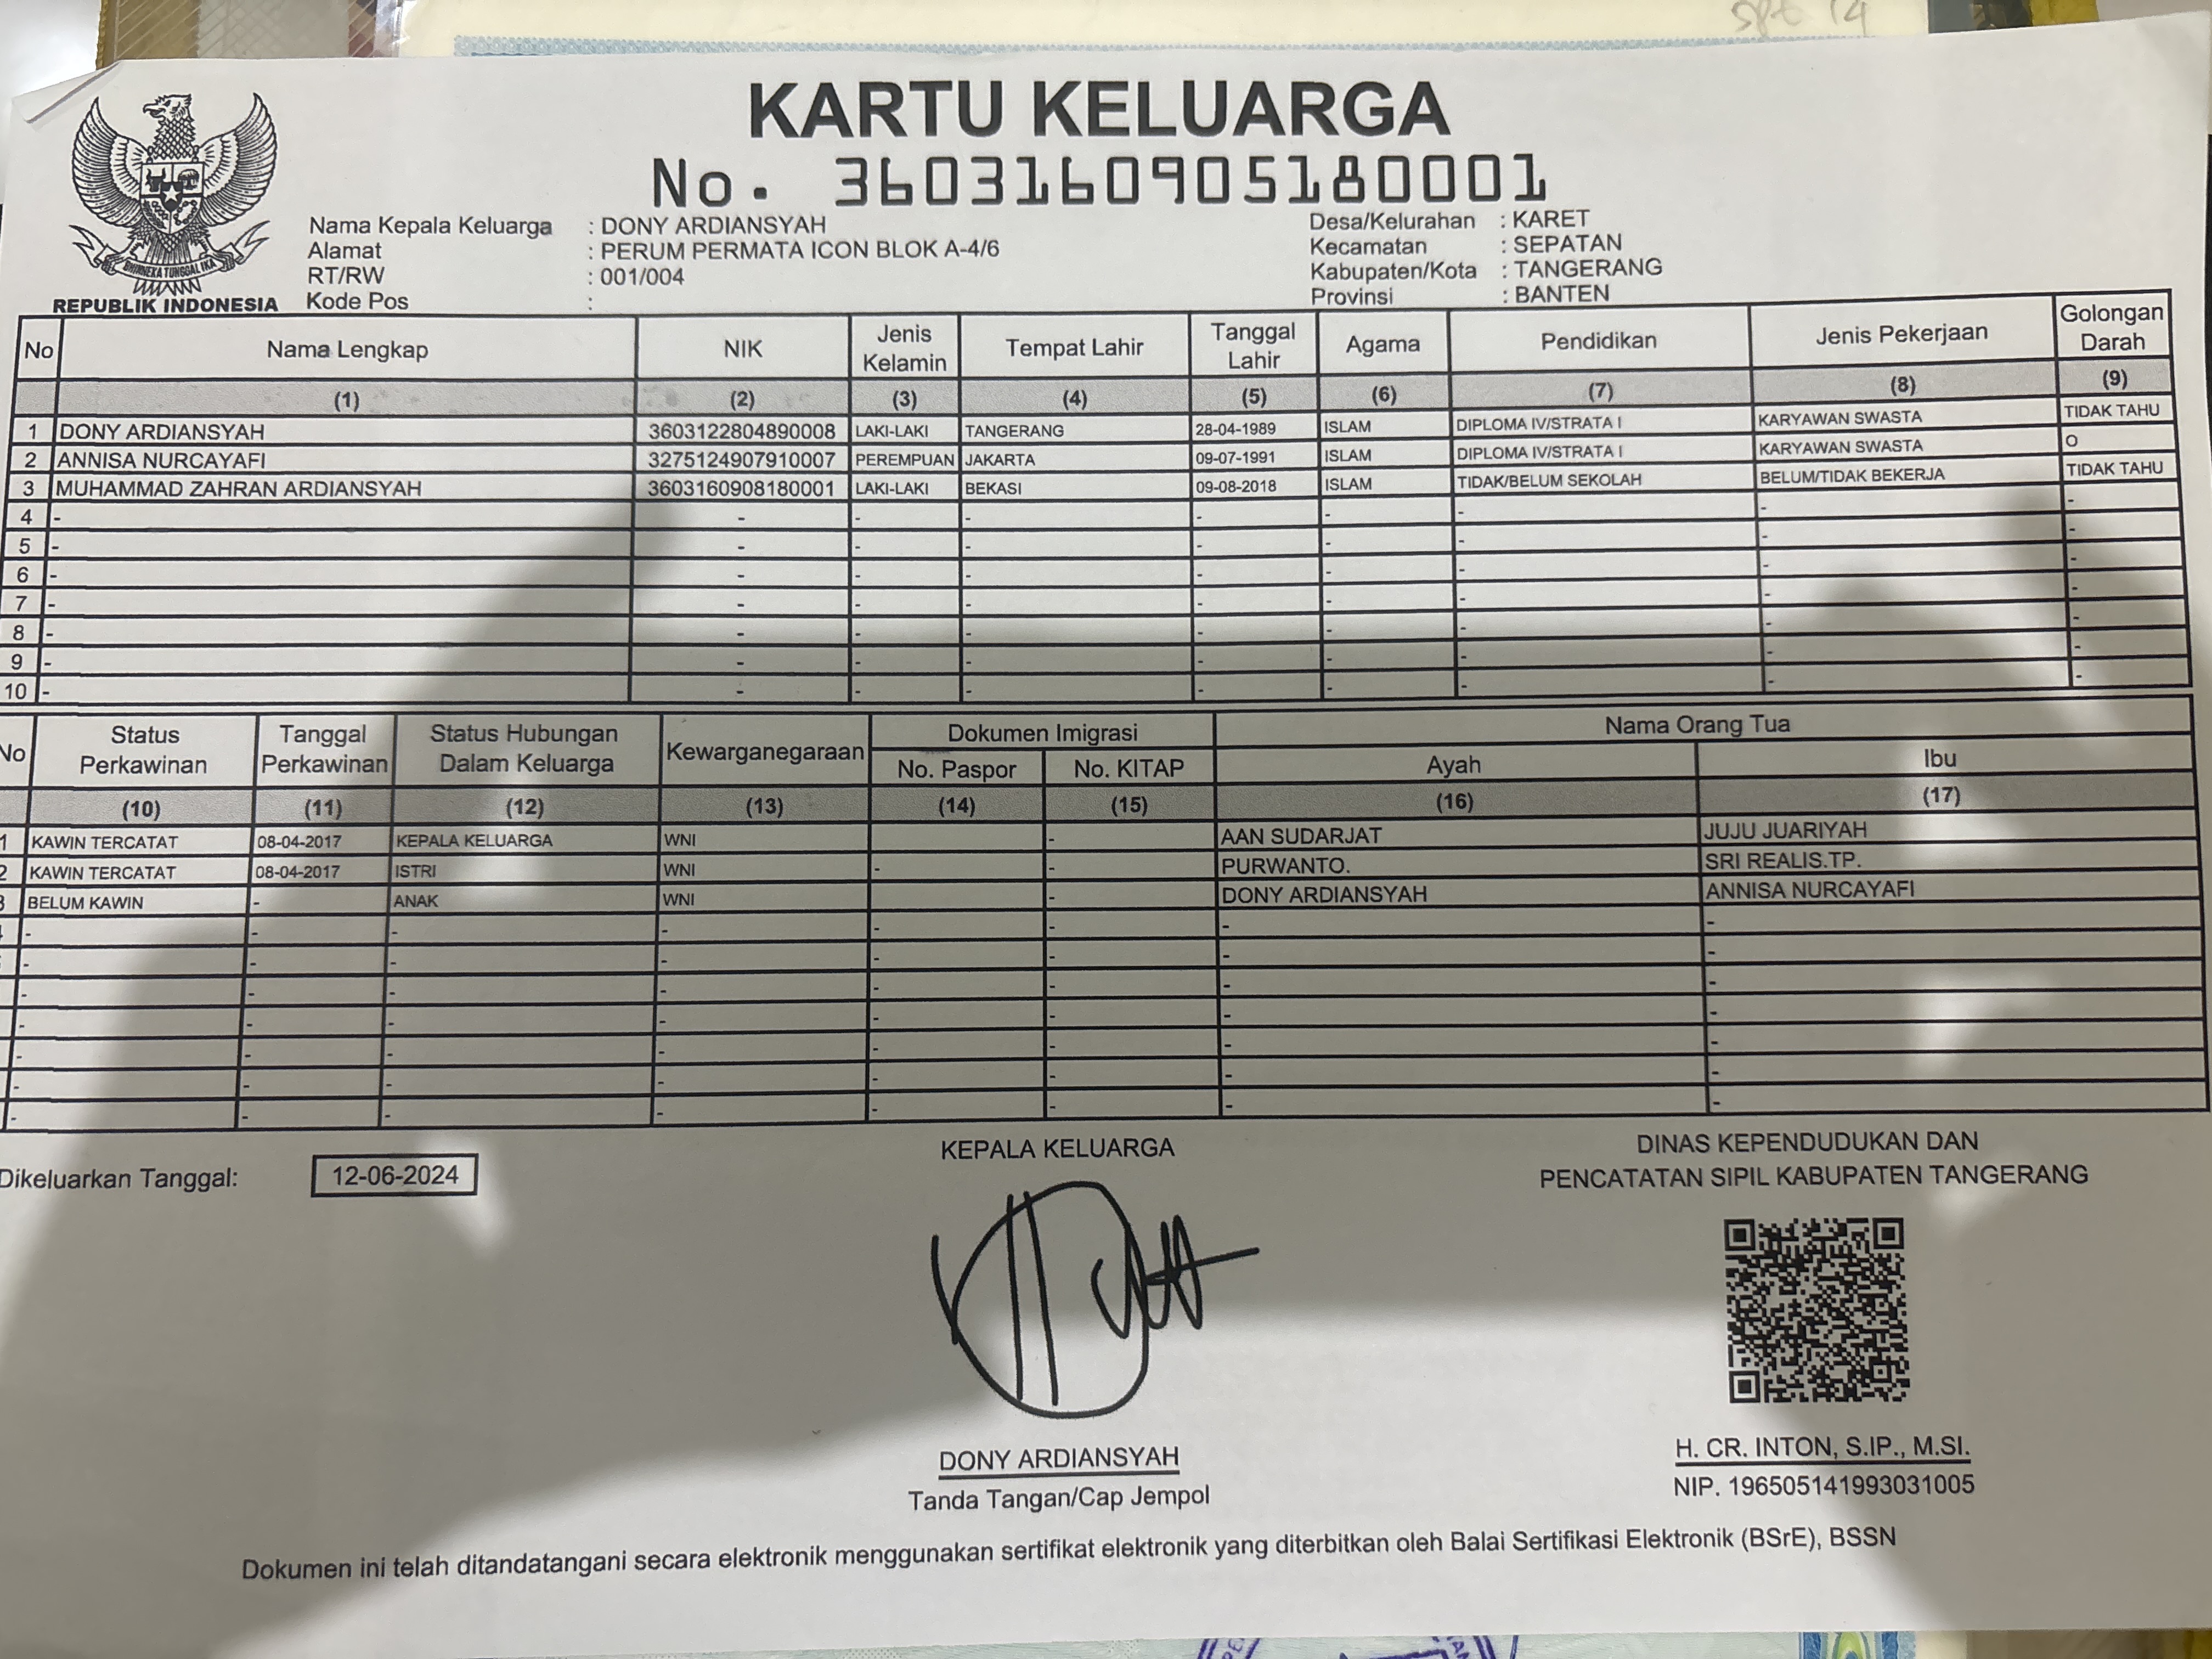 Spt 14
KARTU KELUARGA
No. 3603160905180001
BHINNEKA TUNGGAL IKA
REPUBLIK INDONESIA
Nama Kepala Keluarga : DONY ARDIANSYAH
Alamat : PERUM PERMATA ICON BLOK A-4/6
RT/RW : 001/004
Kode Pos :
Desa/Kelurahan : KARET
Kecamatan : SEPATAN
Kabupaten/Kota : TANGERANG
Provinsi : BANTEN
No Nama Lengkap NIK Jenis Kelamin Tempat Lahir Tanggal Lahir Agama Pendidikan Jenis Pekerjaan Golongan Darah
(1) (2) (3) (4) (5) (6) (7) (8) (9)
1 DONY ARDIANSYAH 3603122804890008 LAKI-LAKI TANGERANG 28-04-1989 ISLAM DIPLOMA IV/STRATA I KARYAWAN SWASTA TIDAK TAHU
2 ANNISA NURCAYAFI 3275124907910007 PEREMPUAN JAKARTA 09-07-1991 ISLAM DIPLOMA IV/STRATA I KARYAWAN SWASTA O
3 MUHAMMAD ZAHRAN ARDIANSYAH 3603160908180001 LAKI-LAKI BEKASI 09-08-2018 ISLAM TIDAK/BELUM SEKOLAH BELUM/TIDAK BEKERJA TIDAK TAHU
4 - - - - - - - - -
5 - - - - - - - - -
6 - - - - - - - - -
7 - - - - - - - - -
8 - - - - - - - - -
9 - - - - - - - - -
10 - - - - - - - - -
No Status Perkawinan Tanggal Perkawinan Status Hubungan Dalam Keluarga Kewarganegaraan Dokumen Imigrasi Nama Orang Tua
No. Paspor No. KITAP Ayah Ibu
(10) (11) (12) (13) (14) (15) (16) (17)
1 KAWIN TERCATAT 08-04-2017 KEPALA KELUARGA WNI - AAN SUDARJAT JUJU JUARIYAH
2 KAWIN TERCATAT 08-04-2017 ISTRI WNI - - PURWANTO. SRI REALIS.TP.
3 BELUM KAWIN - ANAK WNI - DONY ARDIANSYAH ANNISA NURCAYAFI
- - - - - - - -
- - - - - - - -
- - - - - - - -
- - - - - - - -
- - - - - - - -
- - - - - - - -
- - - - - - - -
Dikeluarkan Tanggal: 12-06-2024
KEPALA KELUARGA
DONY ARDIANSYAH
Tanda Tangan/Cap Jempol
DINAS KEPENDUDUKAN DAN
PENCATATAN SIPIL KABUPATEN TANGERANG
H. CR. INTON, S.IP., M.SI.
NIP. 196505141993031005
Dokumen ini telah ditandatangani secara elektronik menggunakan sertifikat elektronik yang diterbitkan oleh Balai Sertifikasi Elektronik (BSrE), BSSN